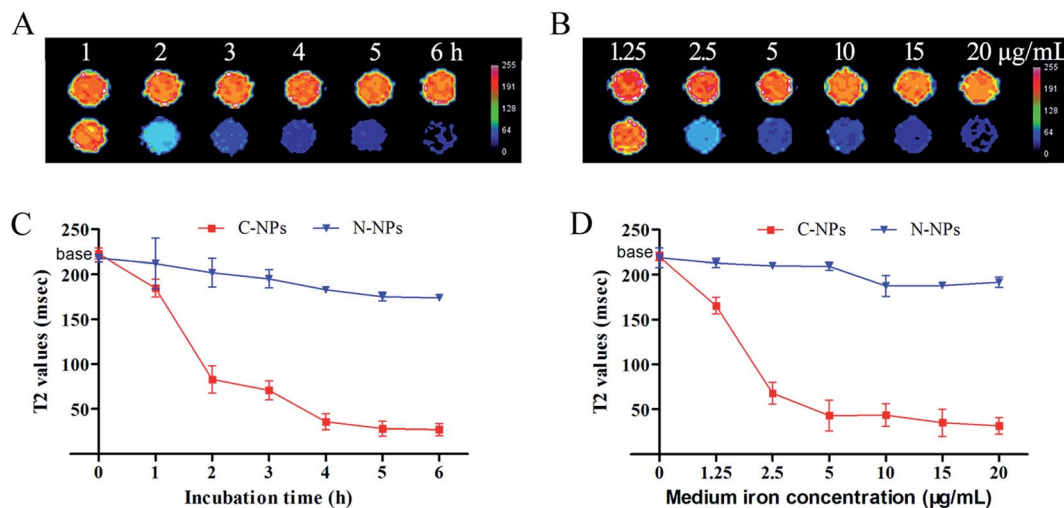 A
1 2 3 4 5 6 h
255
191
128
64
0
B
1.25 2.5 5 10 15 20 µg/mL
255
191
128
64
0
C
C-NPs N-NPs
250
base
200
150
100
50
T2 values (msec)
0 1 2 3 4 5 6
Incubation time (h)
D
C-NPs N-NPs
250
base
200
150
100
50
T2 values (msec)
0 1.25 2.5 5 10 15 20
Medium iron concentration (µg/mL)